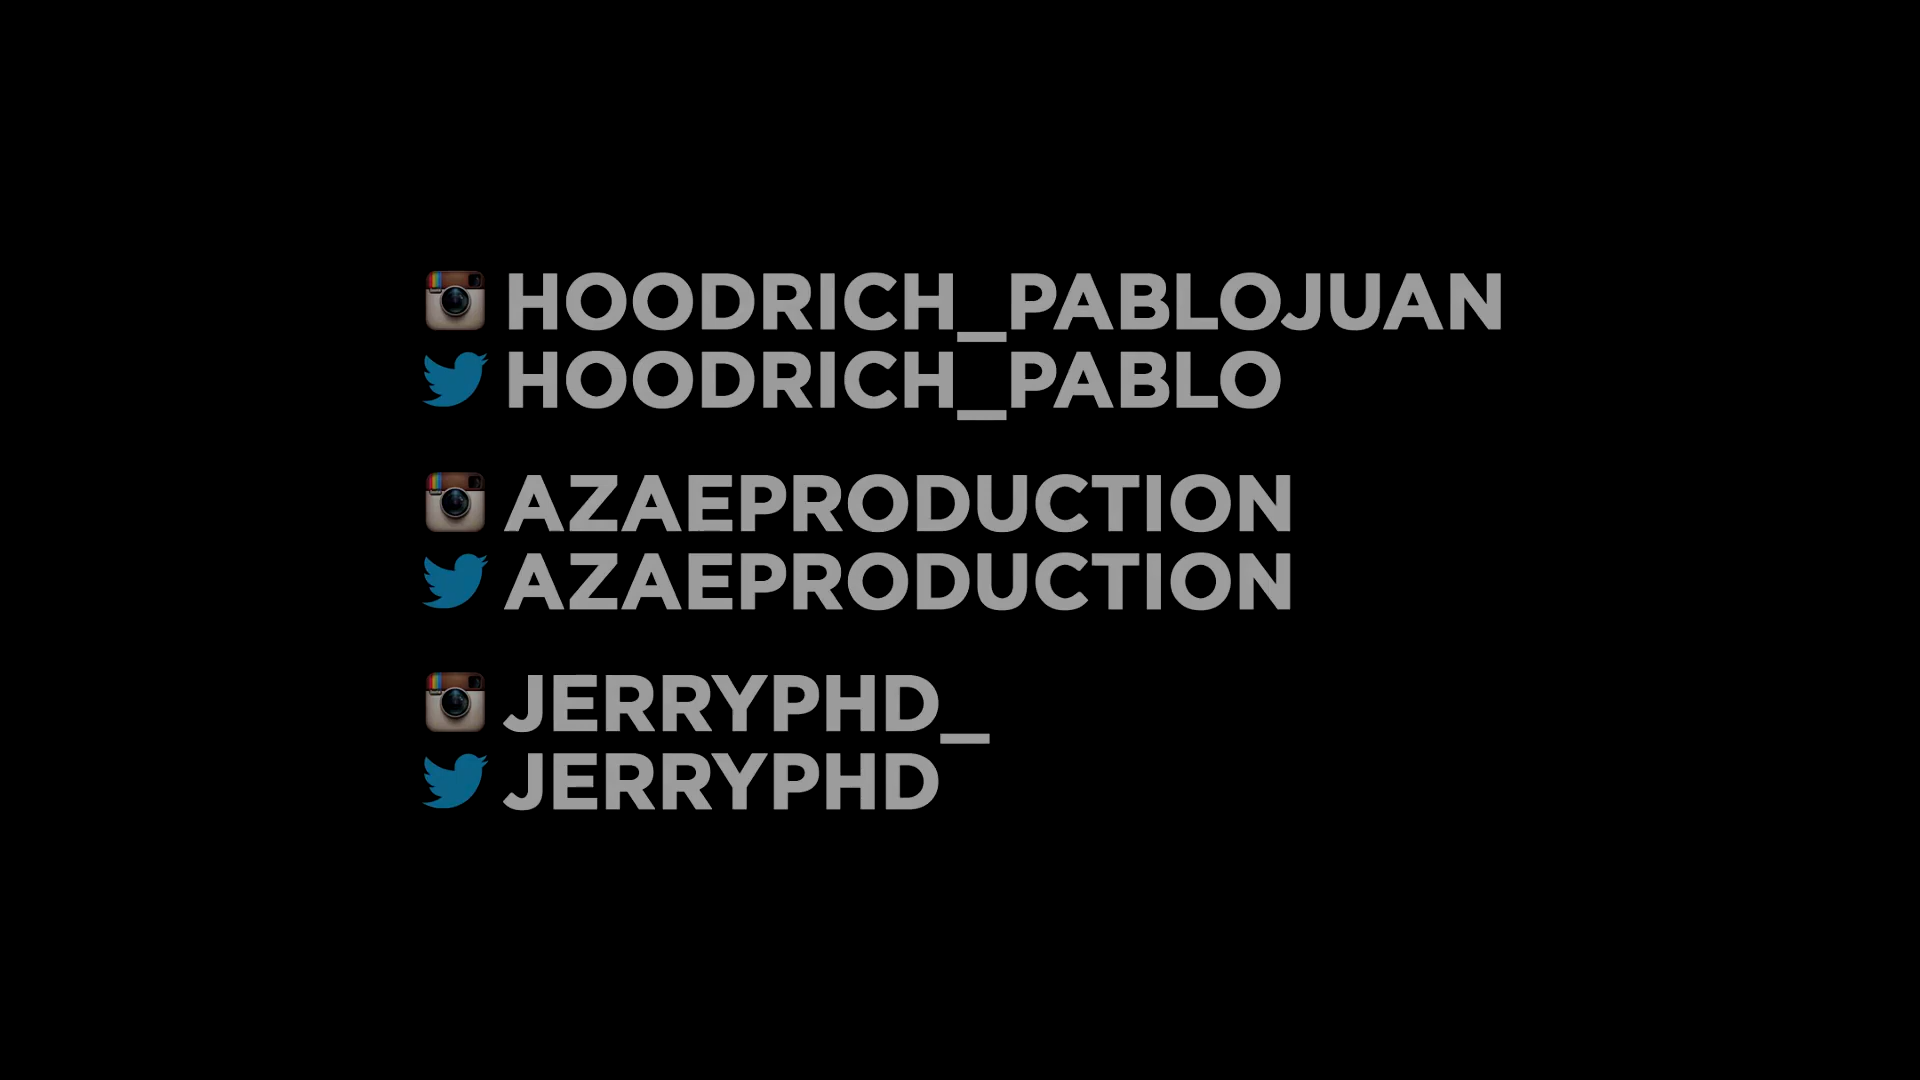 HOODRICH_PABLOJUAN
HOODRICH_PABLO
AZAEPRODUCTION
AZAEPRODUCTION
JERRYPHD_
JERRYPHD